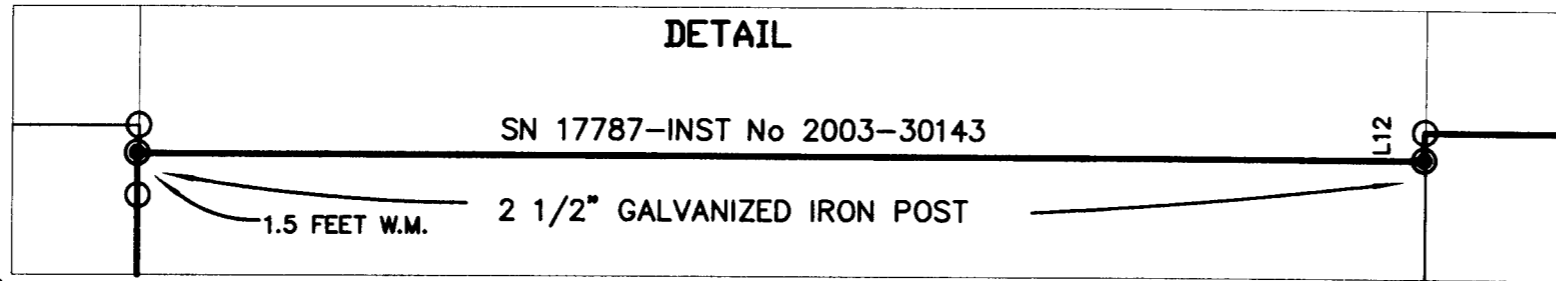 DETAIL
SN 17787-INST No 2003-30143
L12
2 1/2" GALVANIZED IRON POST
1.5 FEET W.M.